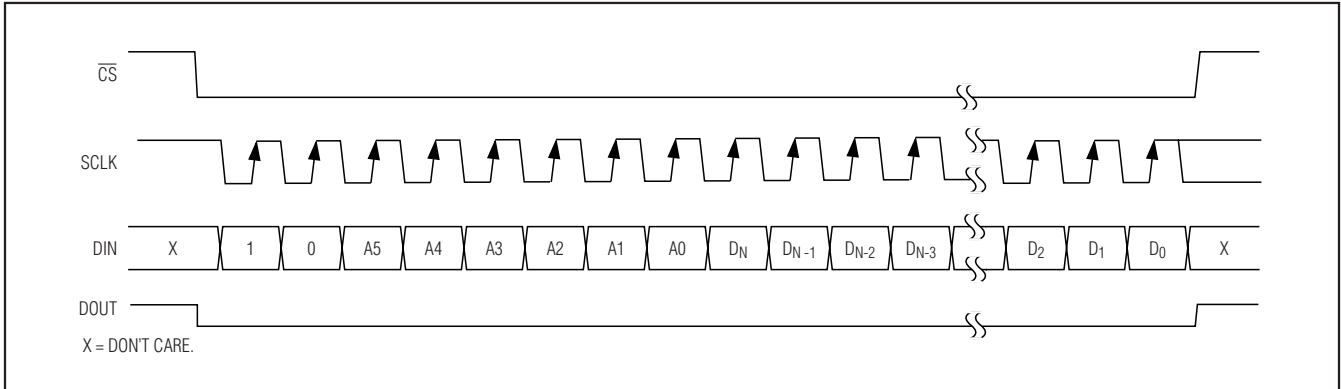 CS
SCLK
DIN X 1 0 A5 A4 A3 A2 A1 A0 DN DN-1 DN-2 DN-3 D2 D1 D0 X
DOUT
X = DON'T CARE.